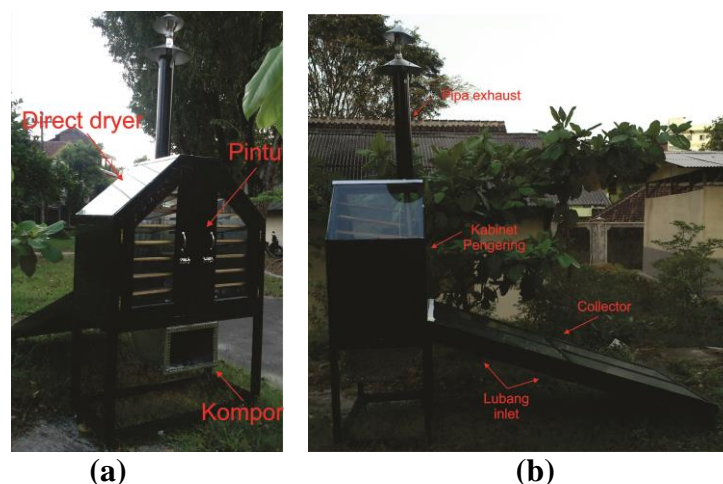 Direct dryer
Pintu
Kompor
(a)
Pipa exhaust
Kabinet
Pengering
Collector
Lubang
inlet
(b)